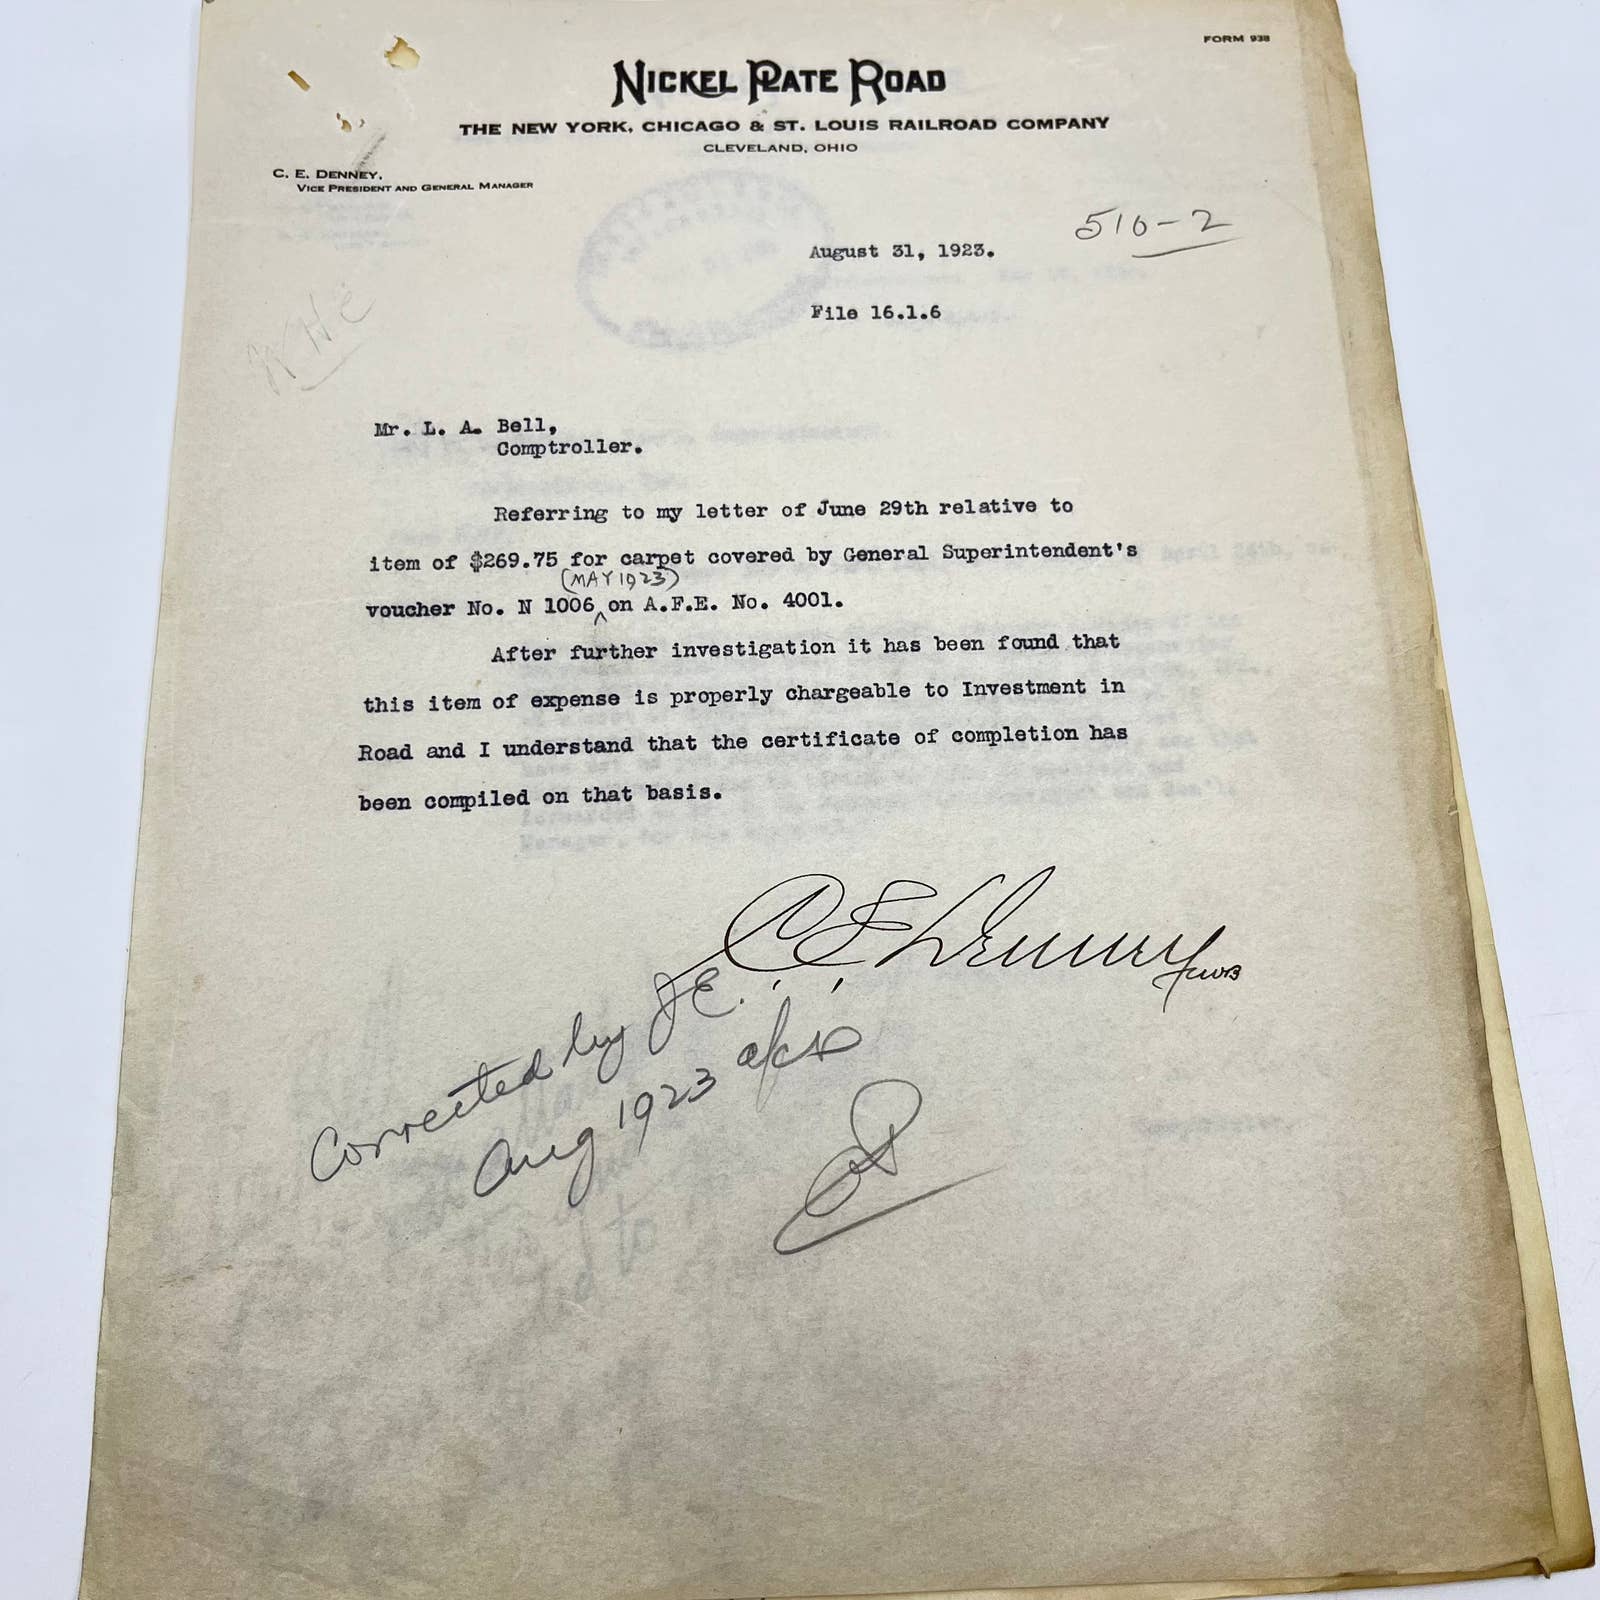 FORM 938
NICKEL PLATE ROAD
THE NEW YORK, CHICAGO & ST. LOUIS RAILROAD COMPANY
CLEVELAND, OHIO
C. E. DENNEY,
VICE PRESIDENT AND GENERAL MANAGER
510-2
August 31, 1923.
File 16.1.6
Mr. L. A. Bell,
Comptroller.
Referring to my letter of June 29th relative to
item of $269.75 for carpet covered by General Superintendent's
(MAY 1923)
voucher No. N 1006 ^ on A.F.E. No. 4001.
After further investigation it has been found that
this item of expense is properly chargeable to Investment in
Road and I understand that the certificate of completion has
been compiled on that basis.
C. E. Denney
Corrected by JE.
Aug 1923 a/cs